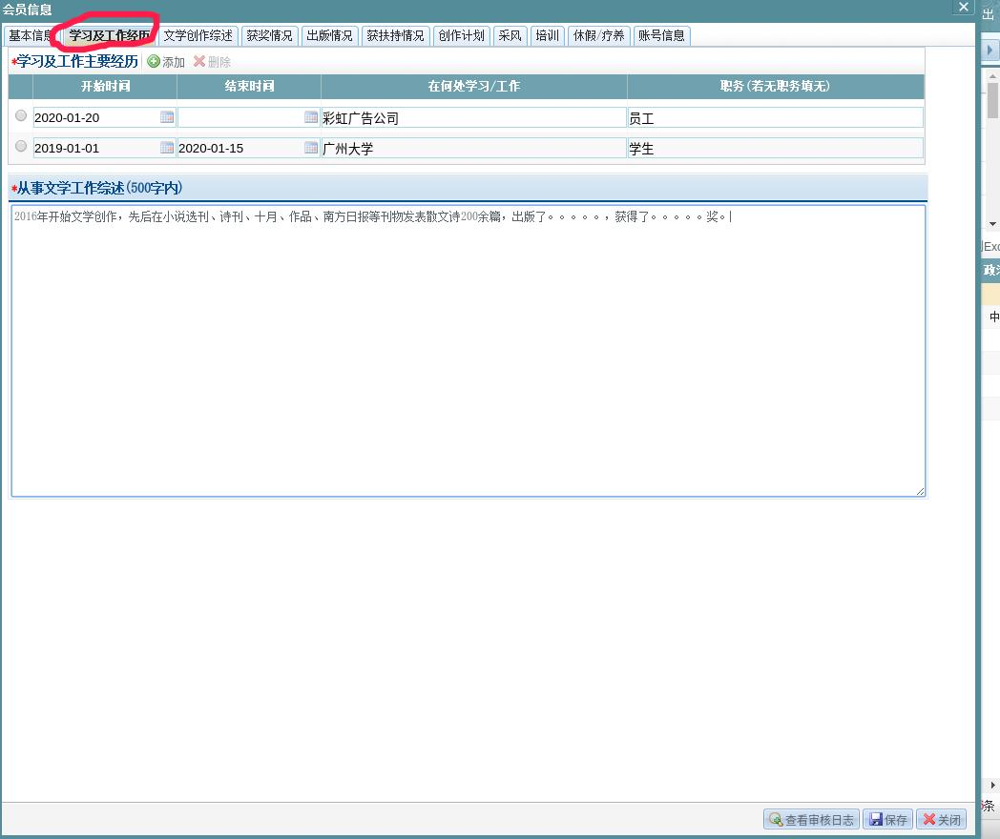 会员信息
出
基本信息 学习及工作经历 文学创作综述 获奖情况 出版情况 获扶持情况 创作计划 采风 培训 休假/疗养 账号信息
*学习及工作主要经历 添加 删除
开始时间 结束时间 在何处学习/工作 职务(若无职务填无)
2020-01-20 彩虹广告公司 员工
2019-01-01 2020-01-15 广州大学 学生
*从事文学工作综述(500字内)
2016年开始文学创作，先后在小说选刊、诗刊、十月、作品、南方日报等刊物发表散文诗200余篇，出版了。。。。。，获得了。。。。。奖。
Exc
政
中
条
查看审核日志 保存 关闭